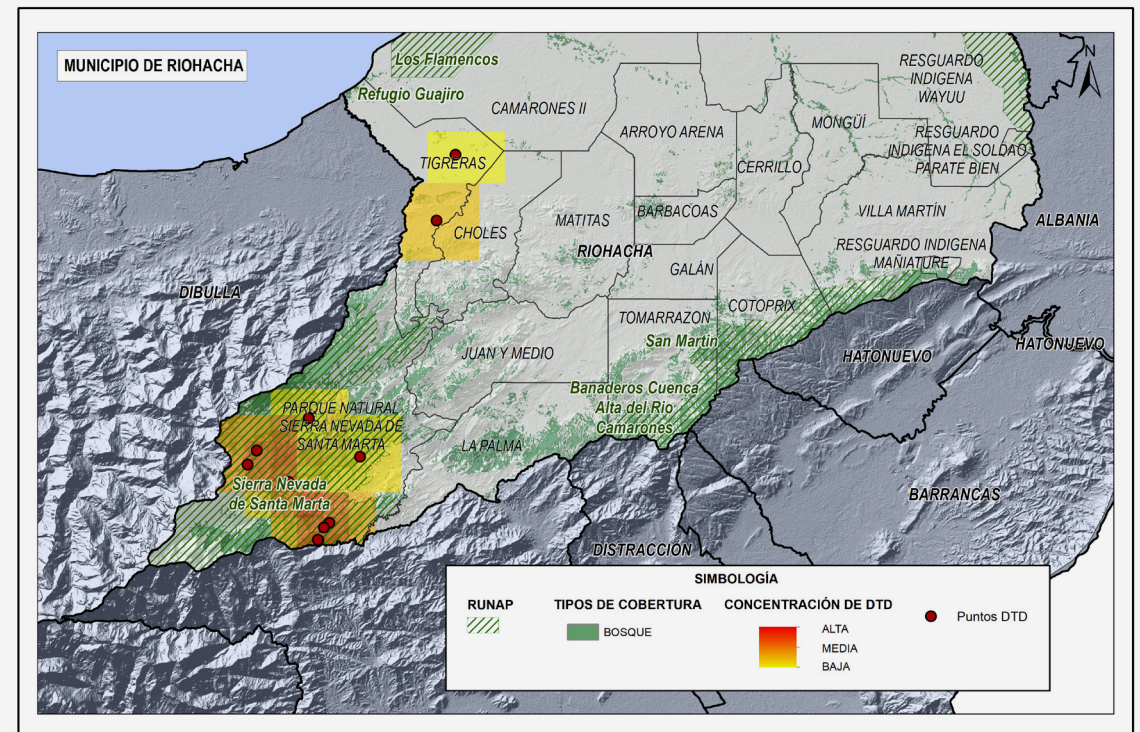 MUNICIPIO DE RIOHACHA
Los Flamencos
Refugio Guajiro
CAMARONES II
RESGUARDO
INDIGENA
WAYUU
N
ARROYO ARENA
MONGÜÍ
RESGUARDO
INDIGENA EL SOLDAO
PARATE BIEN
TIGRERAS
CERRILLO
CHOLES
MATITAS
BARBACOAS
VILLA MARTÍN
ALBANIA
RIOHACHA
RESGUARDO INDIGENA
MAÑIATURE
GALÁN
DIBULLA
COTOPRIX
TOMARRAZON
San Martin
JUAN Y MEDIO
HATONUEVO
HATONUEVO
Banaderos Cuenca
Alta del Rio
Camarones
PARQUE NATURAL
SIERRA NEVADA DE
SANTA MARTA
LA PALMA
Sierra Nevada
de Santa Marta
BARRANCAS
DISTRACCIÓN
SIMBOLOGÍA
RUNAP
TIPOS DE COBERTURA
BOSQUE
CONCENTRACIÓN DE DTD
ALTA
MEDIA
BAJA
Puntos DTD